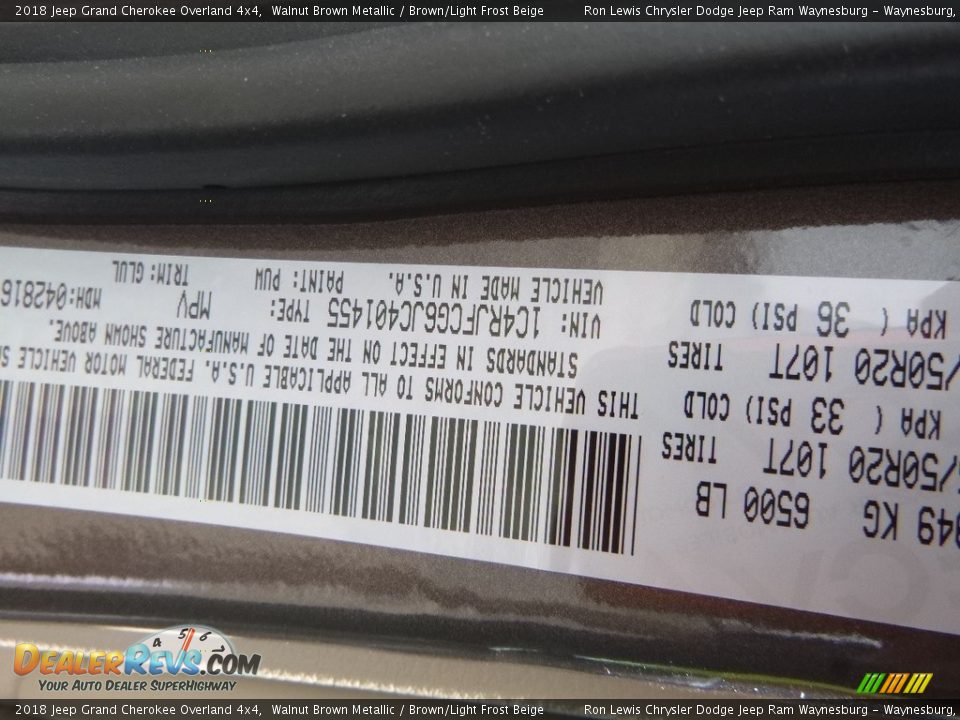 2018 Jeep Grand Cherokee Overland 4x4, Walnut Brown Metallic / Brown/Light Frost Beige Ron Lewis Chrysler Dodge Jeep Ram Waynesburg - Waynesburg,
049 KG 6500 LB
/50R20 107T TIRES
KPA ( 33 PSI) COLD
/50R20 107T TIRES
KPA ( 36 PSI) COLD
THIS VEHICLE CONFORMS TO ALL APPLICABLE U.S.A. FEDERAL MOTOR VEHICLE
STANDARDS IN EFFECT ON THE DATE OF MANUFACTURE SHOWN ABOVE.
VIN: 1C4RJFCG6JC401455 TYPE: MPV MDH:042816
VEHICLE MADE IN U.S.A. PAINT: PUW TRIM: GLUL
4 5 6
DEALERREVS.COM
YOUR AUTO DEALER SUPERHIGHWAY
2018 Jeep Grand Cherokee Overland 4x4, Walnut Brown Metallic / Brown/Light Frost Beige Ron Lewis Chrysler Dodge Jeep Ram Waynesburg - Waynesburg,